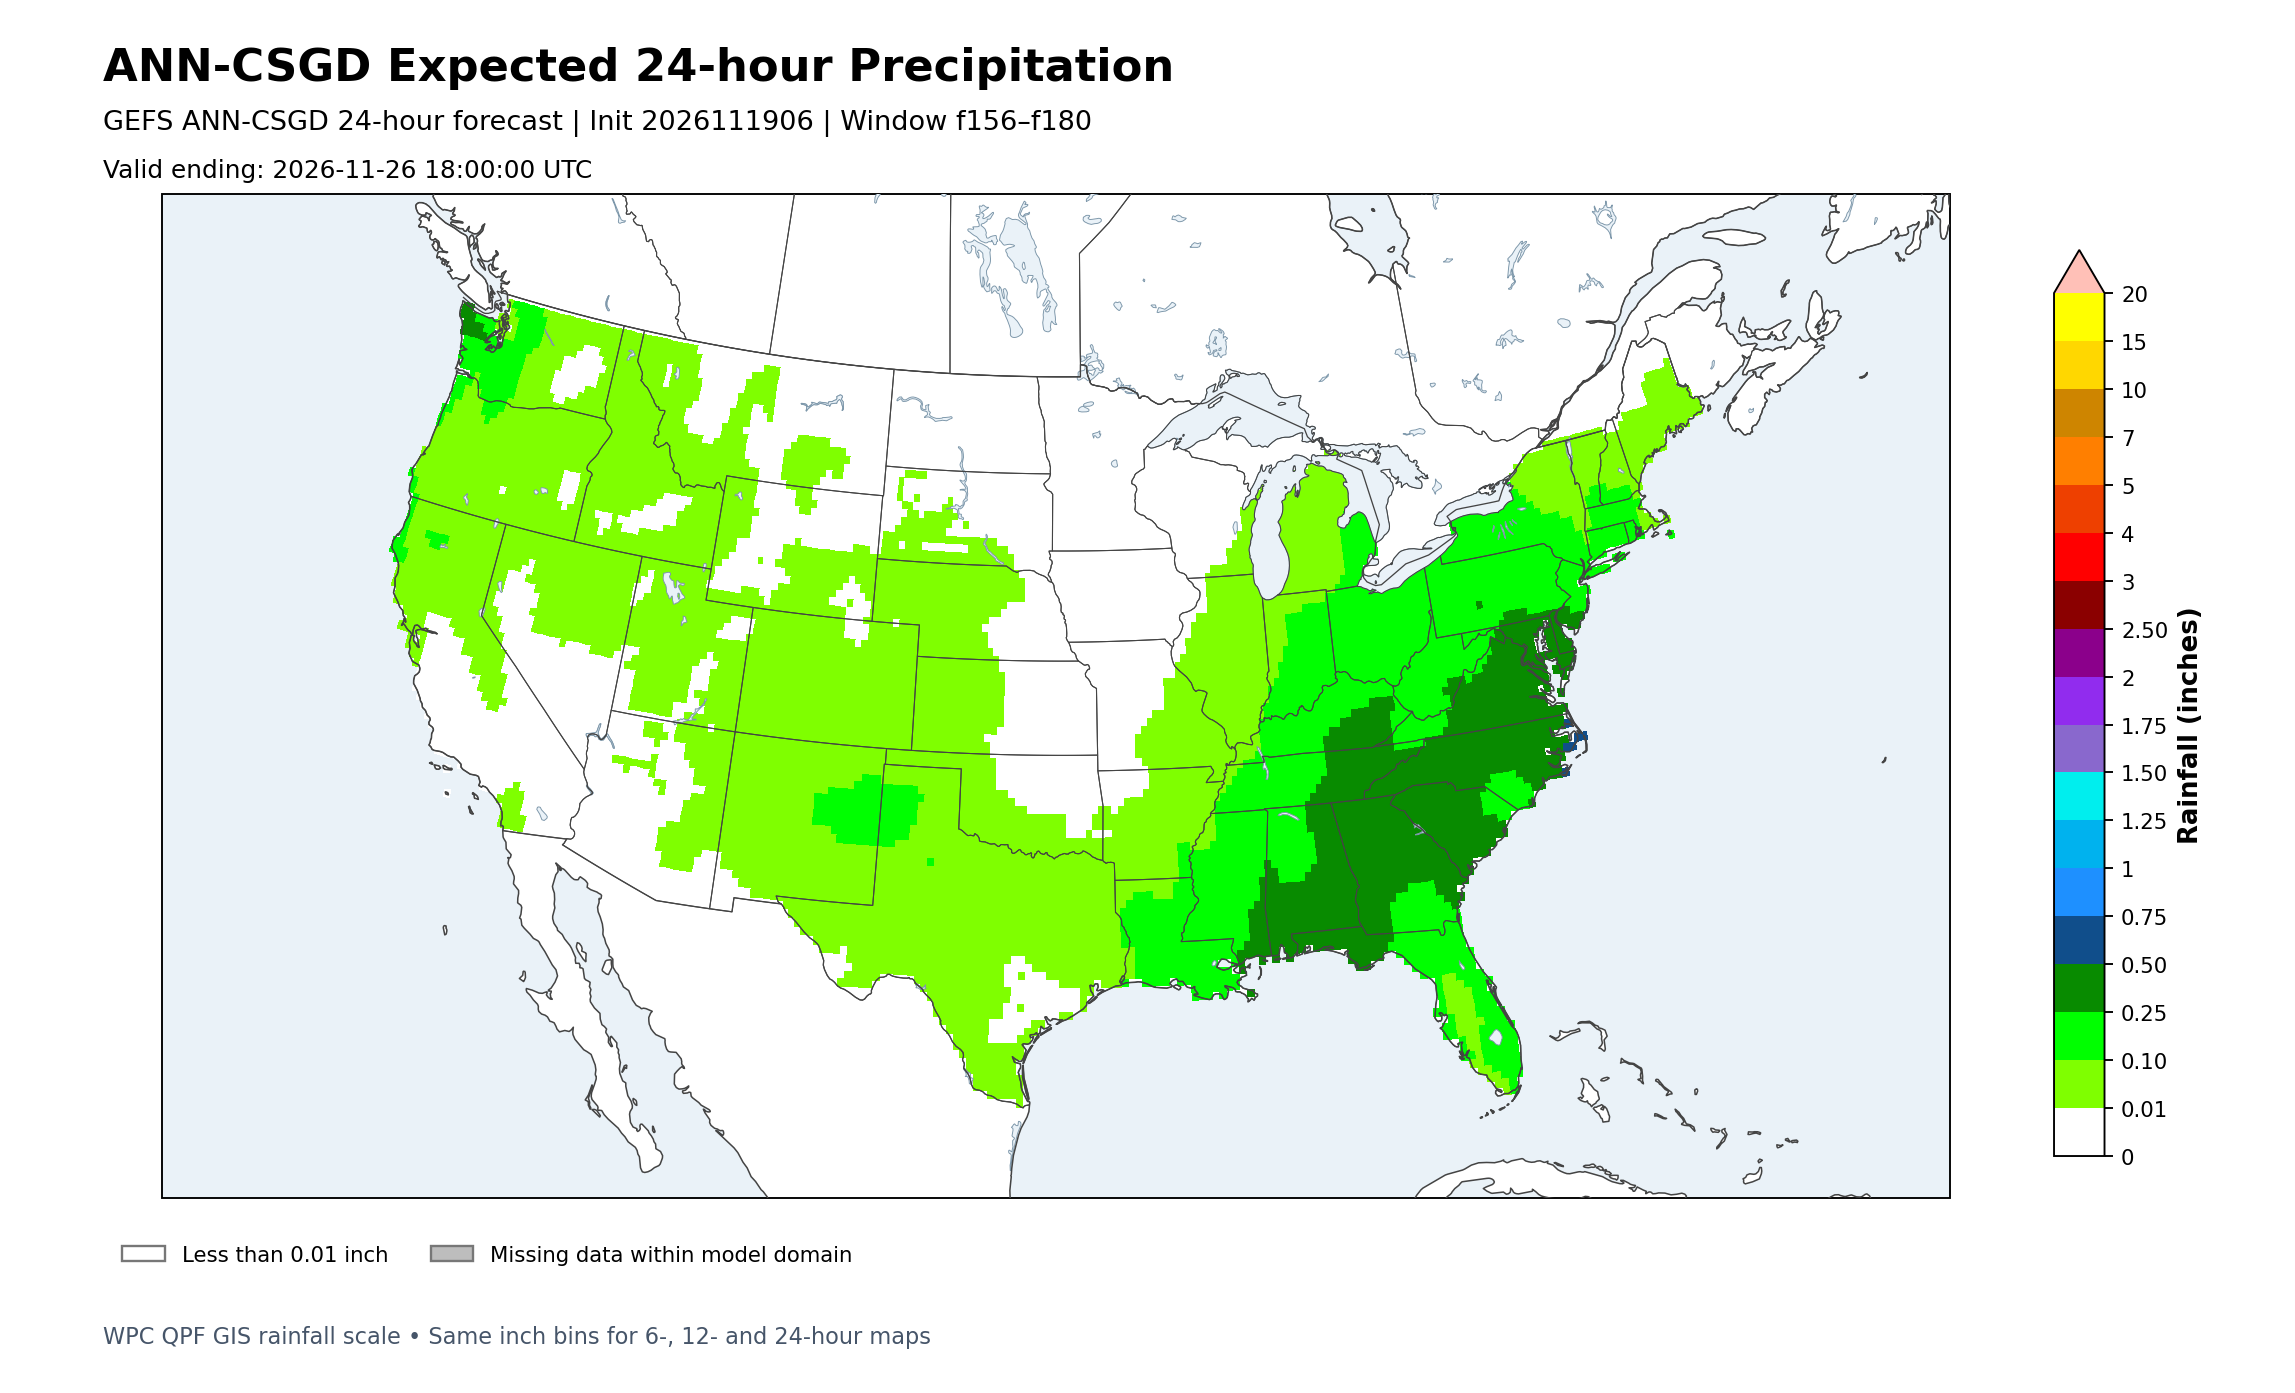 ANN-CSGD Expected 24-hour Precipitation
GEFS ANN-CSGD 24-hour forecast | Init 2026111906 | Window f156–f180
Valid ending: 2026-11-26 18:00:00 UTC
20
15
10
7
5
4
3
2.50
2
1.75
1.50
1.25
1
0.75
0.50
0.25
0.10
0.01
0
Rainfall (inches)
Less than 0.01 inch
Missing data within model domain
WPC QPF GIS rainfall scale • Same inch bins for 6-, 12- and 24-hour maps